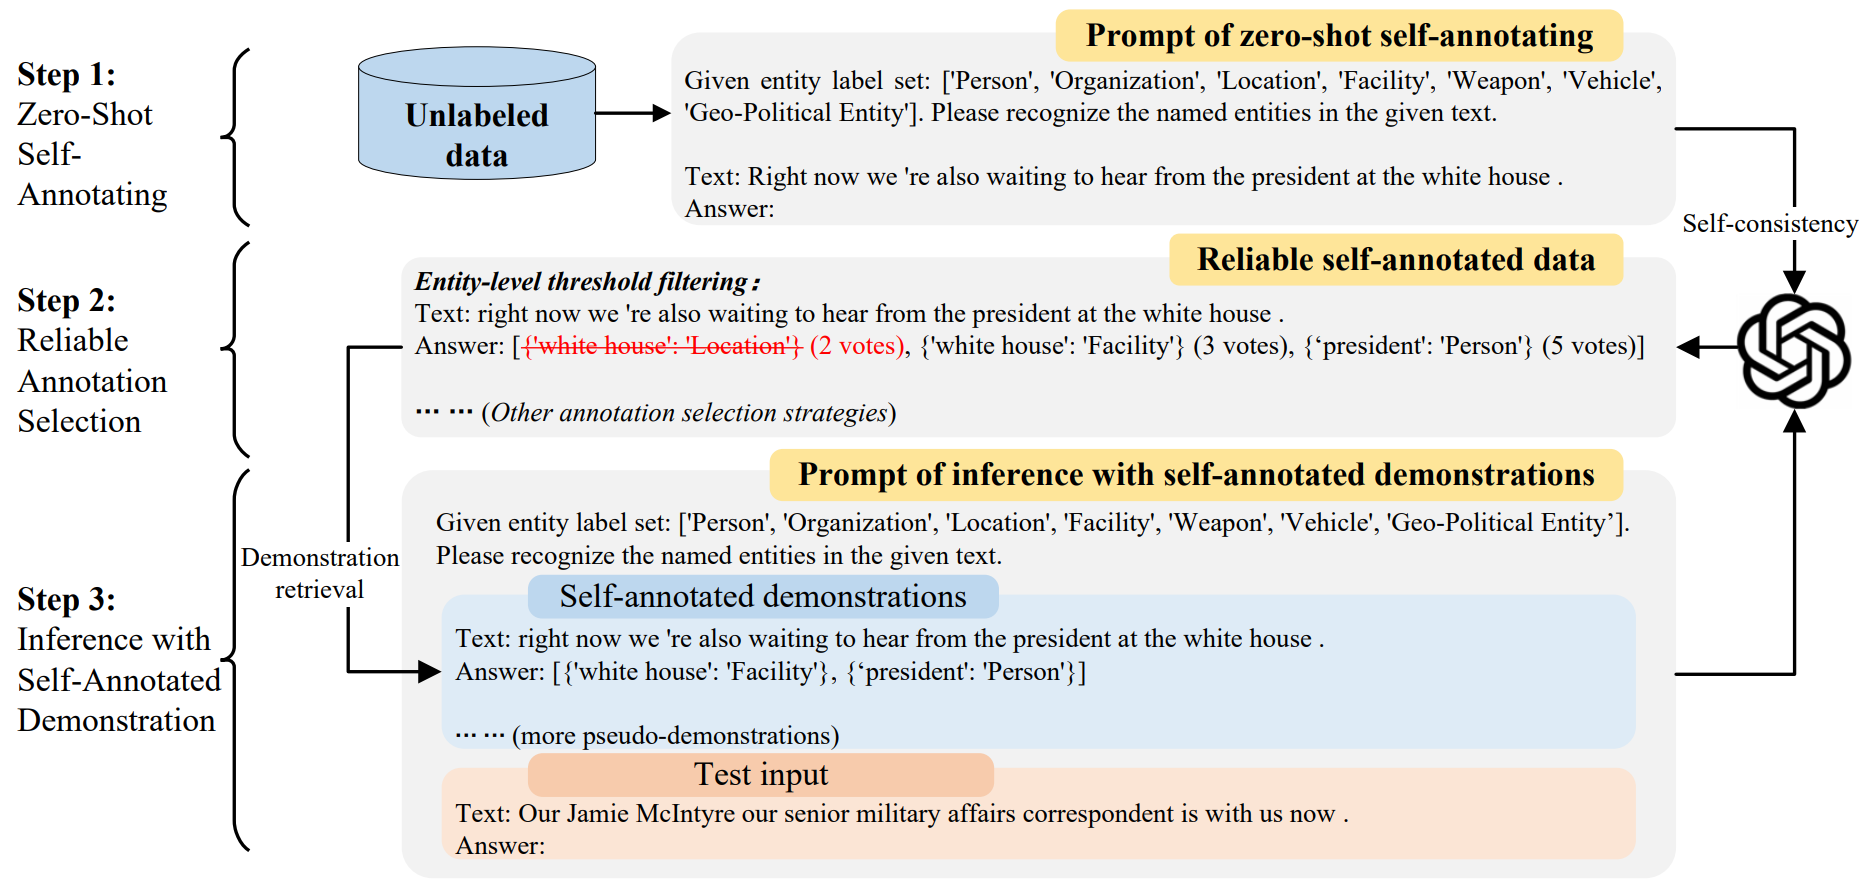 Step 1:
Zero-Shot
Self-
Annotating
Unlabeled
data
Prompt of zero-shot self-annotating
Given entity label set: ['Person', 'Organization', 'Location', 'Facility', 'Weapon', 'Vehicle',
'Geo-Political Entity']. Please recognize the named entities in the given text.
Text: Right now we 're also waiting to hear from the president at the white house .
Answer:
Self-consistency
Step 2:
Reliable
Annotation
Selection
Reliable self-annotated data
Entity-level threshold filtering：
Text: right now we 're also waiting to hear from the president at the white house .
Answer: [{'white house': 'Location'} (2 votes), {'white house': 'Facility'} (3 votes), {‘president': 'Person'} (5 votes)]
... ... (Other annotation selection strategies)
Demonstration
retrieval
Step 3:
Inference with
Self-Annotated
Demonstration
Prompt of inference with self-annotated demonstrations
Given entity label set: ['Person', 'Organization', 'Location', 'Facility', 'Weapon', 'Vehicle', 'Geo-Political Entity’].
Please recognize the named entities in the given text.
Self-annotated demonstrations
Text: right now we 're also waiting to hear from the president at the white house .
Answer: [{'white house': 'Facility'}, {‘president': 'Person'}]
... ... (more pseudo-demonstrations)
Test input
Text: Our Jamie McIntyre our senior military affairs correspondent is with us now .
Answer: